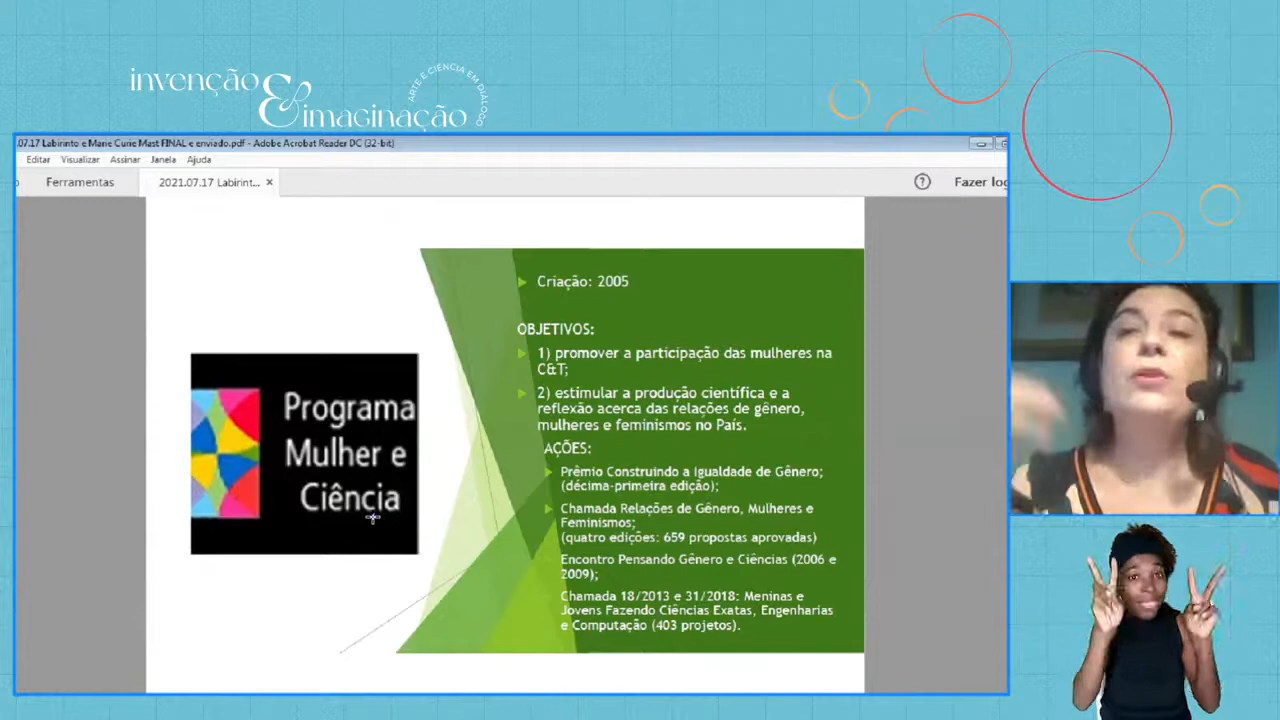 invenção
&
imaginação
ARTE E CIÊNCIA EM DIÁLOGO
.07.17 Labirinto e Marie Curie Mast FINAL e enviado.pdf - Adobe Acrobat Reader DC (32-bit)
Editar Visualizar Assinar Janela Ajuda
Ferramentas
2021.07.17 Labirint... ×
?
Fazer log
Programa
Mulher e
Ciência
Criação: 2005
OBJETIVOS:
1) promover a participação das mulheres na
C&T;
2) estimular a produção científica e a
reflexão acerca das relações de gênero,
mulheres e feminismos no País.
AÇÕES:
Prêmio Construindo a Igualdade de Gênero;
(décima-primeira edição);
Chamada Relações de Gênero, Mulheres e
Feminismos;
(quatro edições: 659 propostas aprovadas)
Encontro Pensando Gênero e Ciências (2006 e
2009);
Chamada 18/2013 e 31/2018: Meninas e
Jovens Fazendo Ciências Exatas, Engenharias
e Computação (403 projetos).